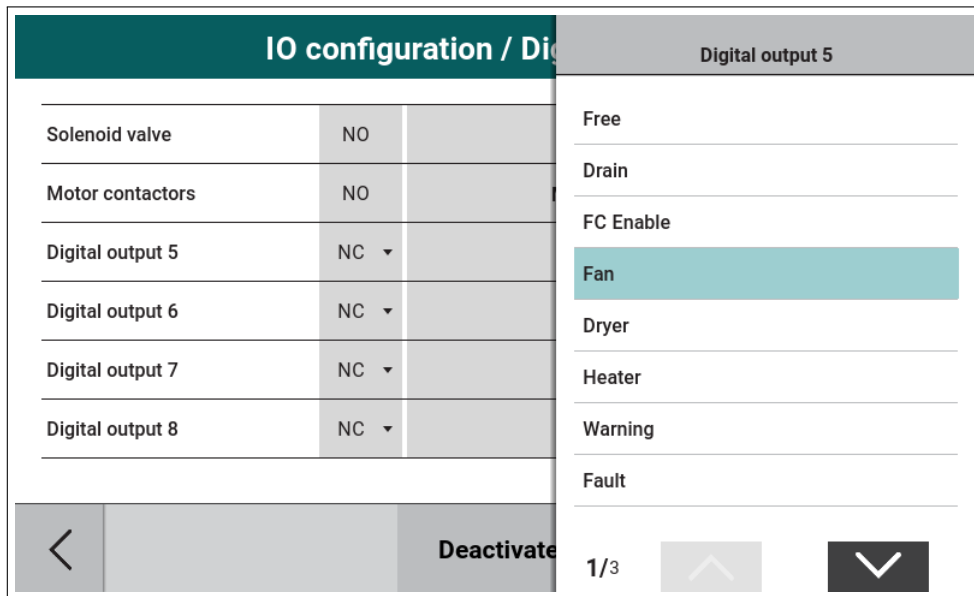 IO configuration / Di
Solenoid valve NO
Motor contactors NO
Digital output 5 NC
Digital output 6 NC
Digital output 7 NC
Digital output 8 NC
Deactivate
Digital output 5
Free
Drain
FC Enable
Fan
Dryer
Heater
Warning
Fault
1/3